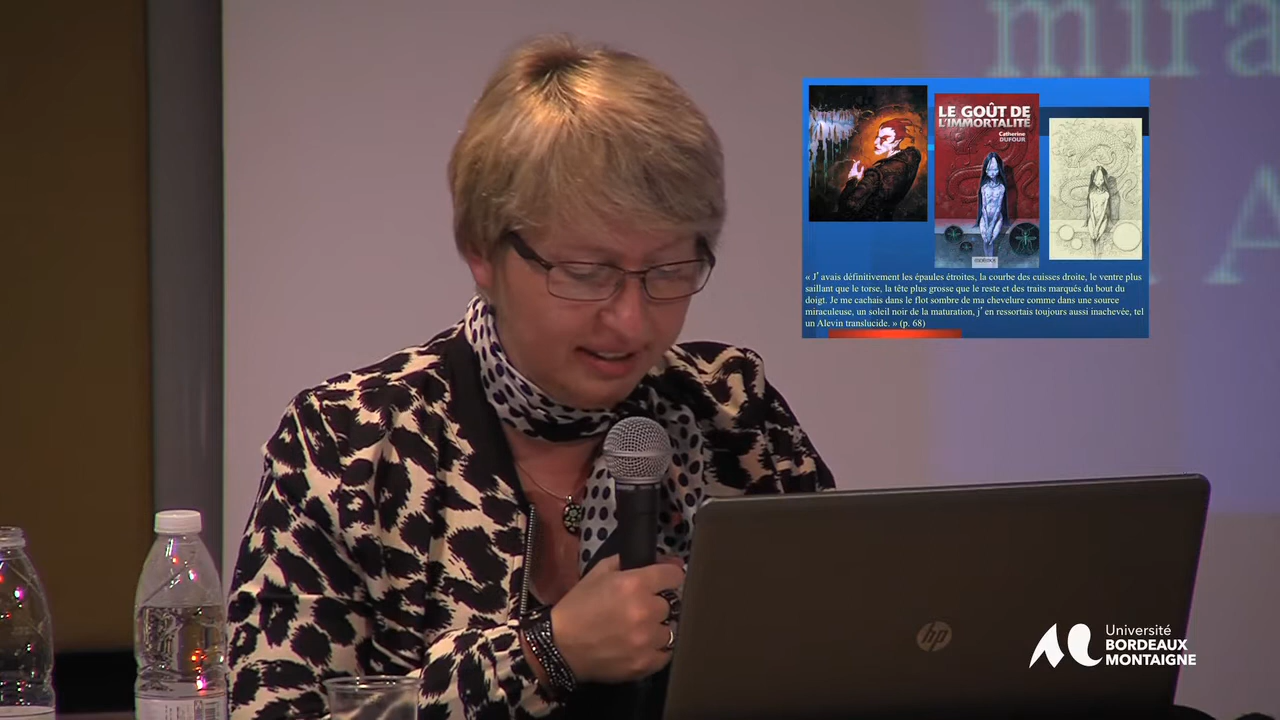 mira
A
LE GOÛT DE
L'IMMORTALITÉ
Catherine
DUFOUR
« J' avais définitivement les épaules étroites, la courbe des cuisses droite, le ventre plus
saillant que le torse, la tête plus grosse que le reste et des traits marqués du bout du
doigt. Je me cachais dans le flot sombre de ma chevelure comme dans une source
miraculeuse, un soleil noir de la maturation, j' en ressortais toujours aussi inachevée, tel
un Alevin translucide. » (p. 68)
hp
Université
BORDEAUX
MONTAIGNE